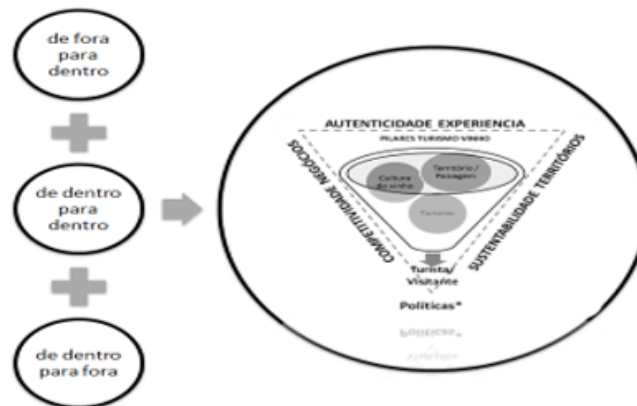 de fora
para
dentro
de dentro
para
dentro
de dentro
para fora
AUTENTICIDADE EXPERIENCIA
PILARES TURISMO VINHO
COMPETITIVIDADE NEGÓCIOS
SUSTENTABILIDADE TERRITÓRIOS
Cultura
do vinho
Território /
Paisagem
Turismo
Turista/
Visitante
Políticas*